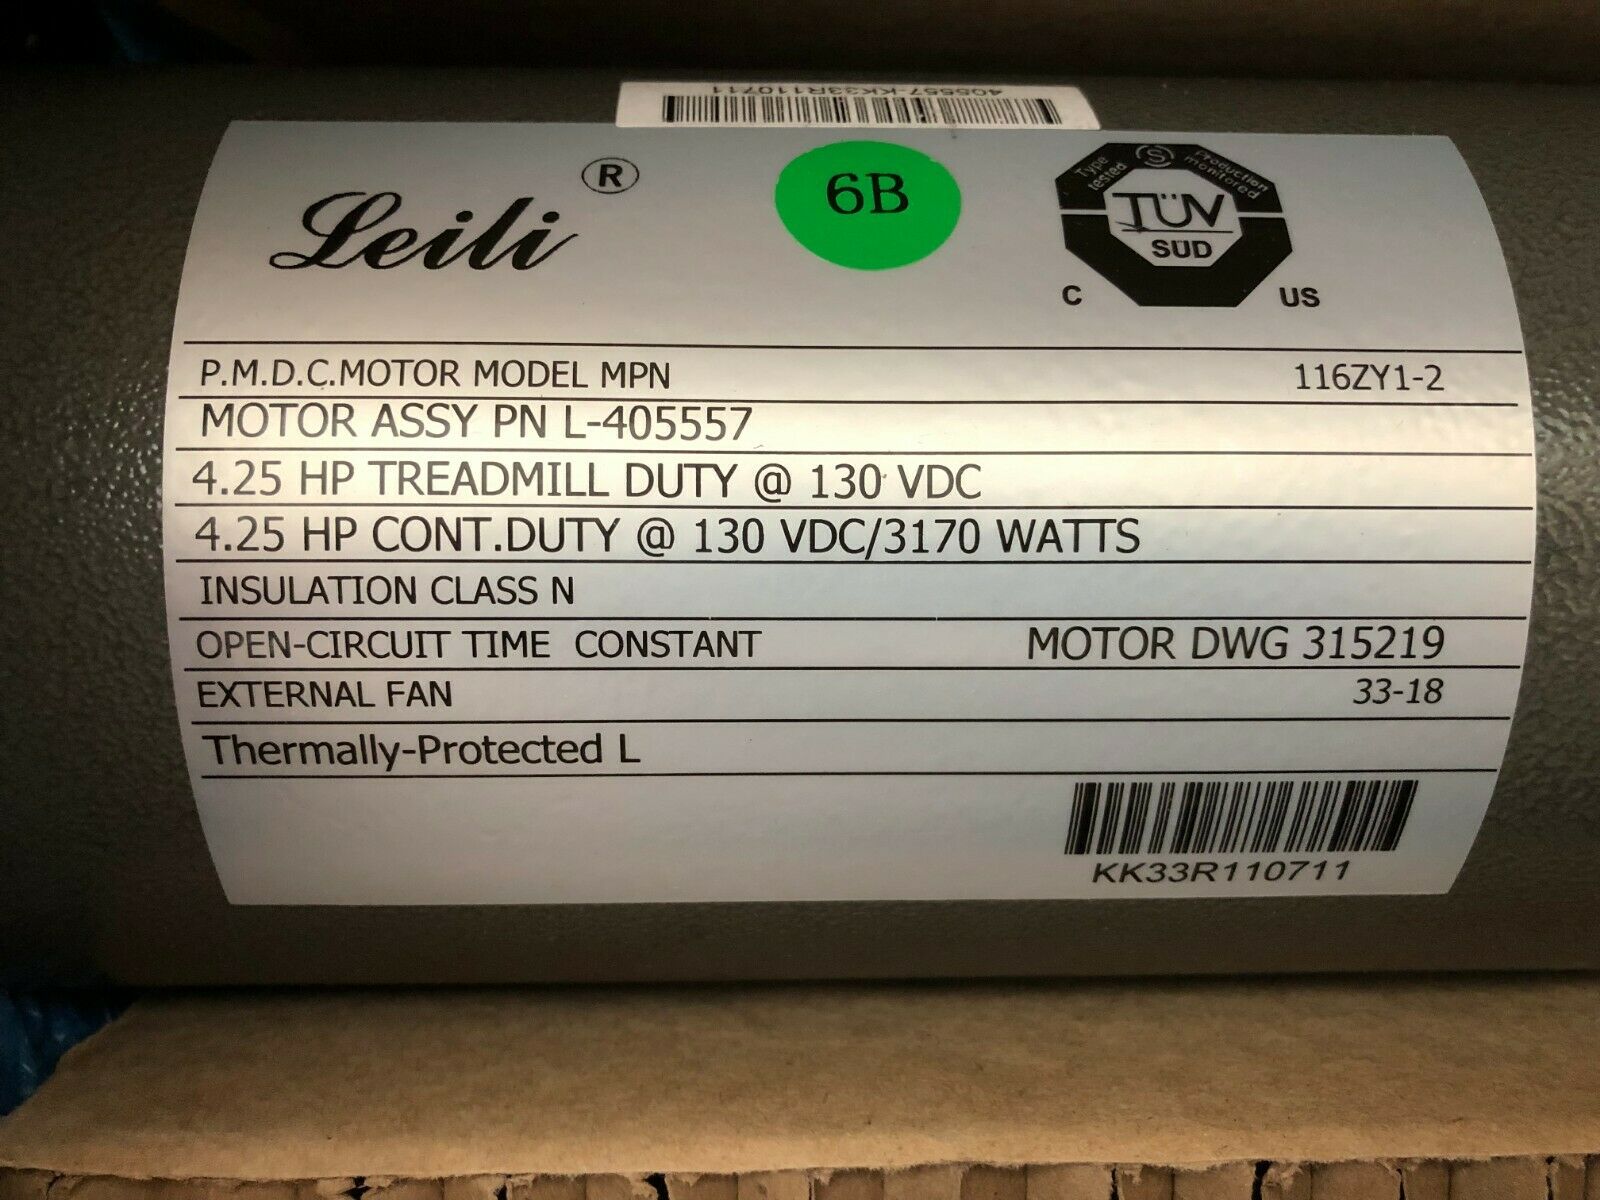 405557-KK33R110711
Leili ®
6B
Type tested S Production monitored
TÜV
SÜD
C US
P.M.D.C.MOTOR MODEL MPN 116ZY1-2
MOTOR ASSY PN L-405557
4.25 HP TREADMILL DUTY @ 130 VDC
4.25 HP CONT.DUTY @ 130 VDC/3170 WATTS
INSULATION CLASS N
OPEN-CIRCUIT TIME CONSTANT MOTOR DWG 315219
EXTERNAL FAN 33-18
Thermally-Protected L
KK33R110711